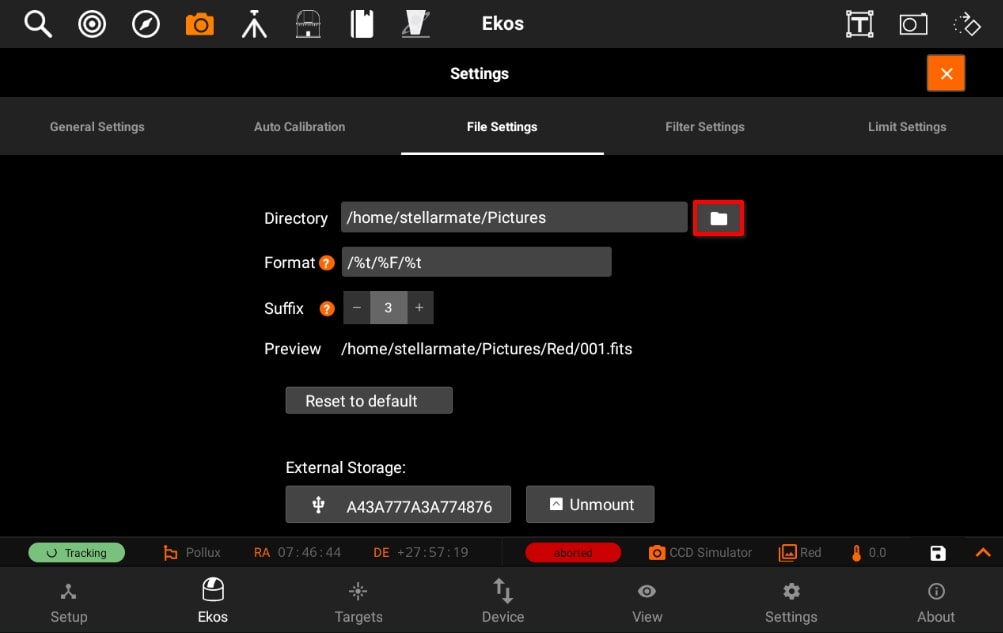 Ekos
Settings
General Settings Auto Calibration File Settings Filter Settings Limit Settings
Directory /home/stellarmate/Pictures
Format ? /%t/%F/%t
Suffix ? − 3 +
Preview /home/stellarmate/Pictures/Red/001.fits
Reset to default
External Storage:
A43A777A3A774876 Unmount
Tracking Pollux RA 07:46:44 DE +27:57:19 aborted CCD Simulator Red 0.0
Setup Ekos Targets Device View Settings About